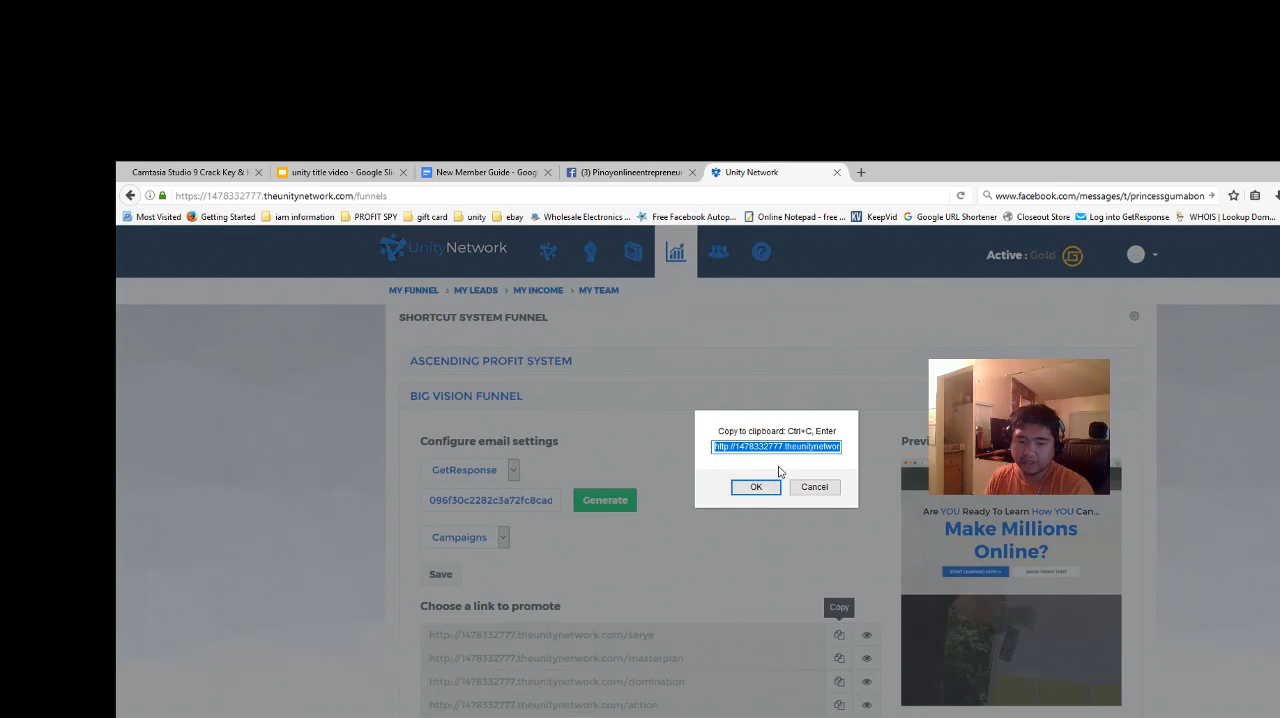 Camtasia Studio 9 Crack Key &
unity title video - Google Sli
New Member Guide - Goog
(3) Pinoyonlineentrepreneur
Unity Network
https://1478332777.theunitynetwork.com/funnels
www.facebook.com/messages/t/princessgumabon
Most Visited
Getting Started
iam information
PROFIT SPY
gift card
unity
ebay
Wholesale Electronics ...
Free Facebook Autop...
Online Notepad - free ...
KeepVid
Google URL Shortener
Closeout Store
Log into GetResponse
WHOIS | Lookup Dom...
UnityNetwork
Active : Gold
MY FUNNEL > MY LEADS > MY INCOME > MY TEAM
SHORTCUT SYSTEM FUNNEL
ASCENDING PROFIT SYSTEM
BIG VISION FUNNEL
Copy to clipboard: Ctrl+C, Enter
http://1478332777.theunitynetwor
OK
Cancel
Configure email settings
GetResponse
096f30c2282c3a72fc8cad
Generate
Campaigns
Save
Previ
Are YOU Ready To Learn How YOU Can...
Make Millions
Online?
START LEARNING NOW >>
Choose a link to promote
Copy
http://1478332777.theunitynetwork.com/serye
http://1478332777.theunitynetwork.com/masterplan
http://1478332777.theunitynetwork.com/domination
http://1478332777.theunitynetwork.com/action